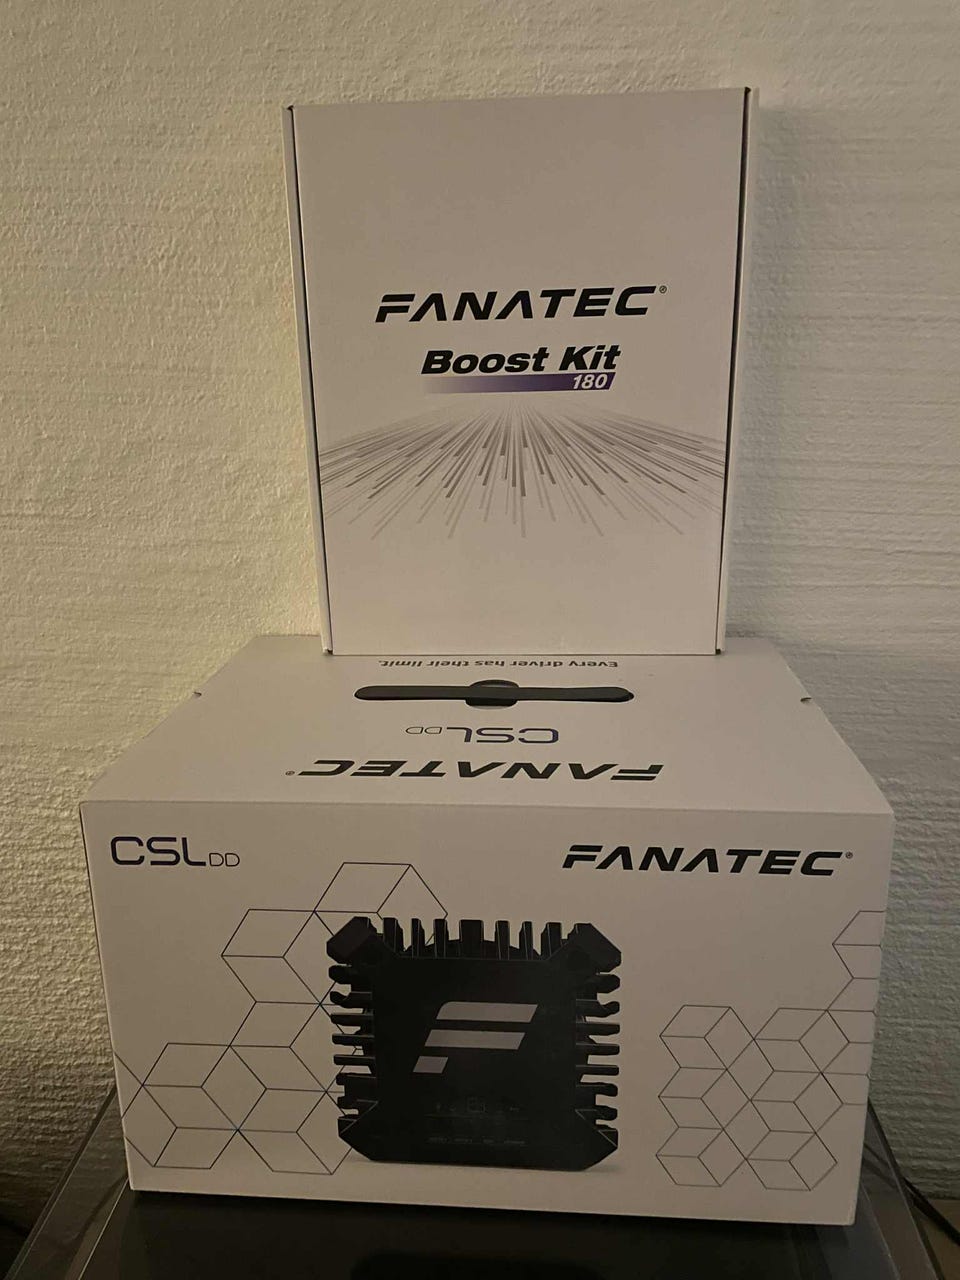 FANATEC®
Boost Kit
180
Every driver has their limit.
CSL DD
FANATEC®
CSL DD
FANATEC®